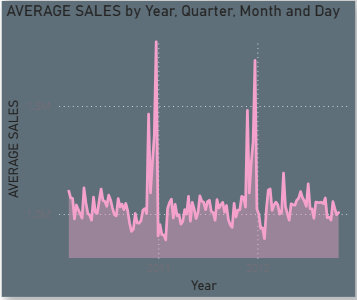 AVERAGE SALES by Year, Quarter, Month and Day
AVERAGE SALES
Year